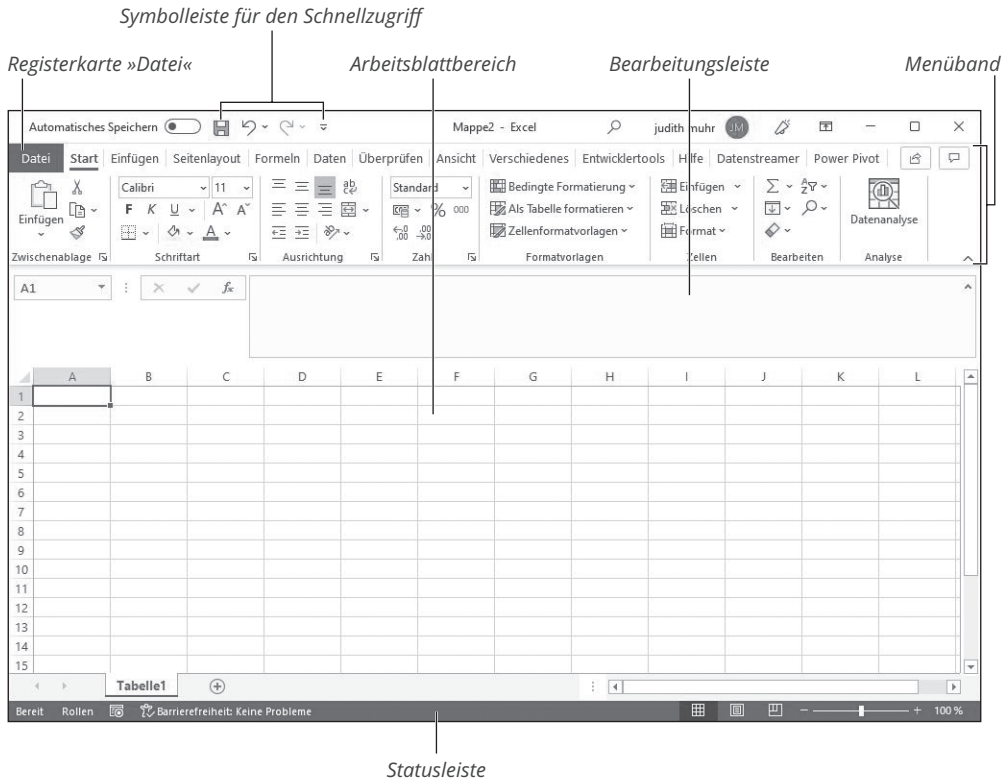 Symbolleiste für den Schnellzugriff
Registerkarte »Datei« Arbeitsblattbereich Bearbeitungsleiste Menüband
Automatisches Speichern Mappe2 - Excel judith muhr JM
Datei Start Einfügen Seitenlayout Formeln Daten Überprüfen Ansicht Verschiedenes Entwicklertools Hilfe Datenstreamer Power Pivot
Calibri 11 ab Standard Bedingte Formatierung Einfügen Σ
Einfügen F K U A A % 000 Als Tabelle formatieren Löschen Datenanalyse
A Zellenformatvorlagen Format
Zwischenablage Schriftart Ausrichtung Zahl Formatvorlagen Zellen Bearbeiten Analyse
A1 fx
A B C D E F G H I J K L
1
2
3
4
5
6
7
8
9
10
11
12
13
14
15
Tabelle1
Bereit Rollen Barrierefreiheit: Keine Probleme 100 %
Statusleiste